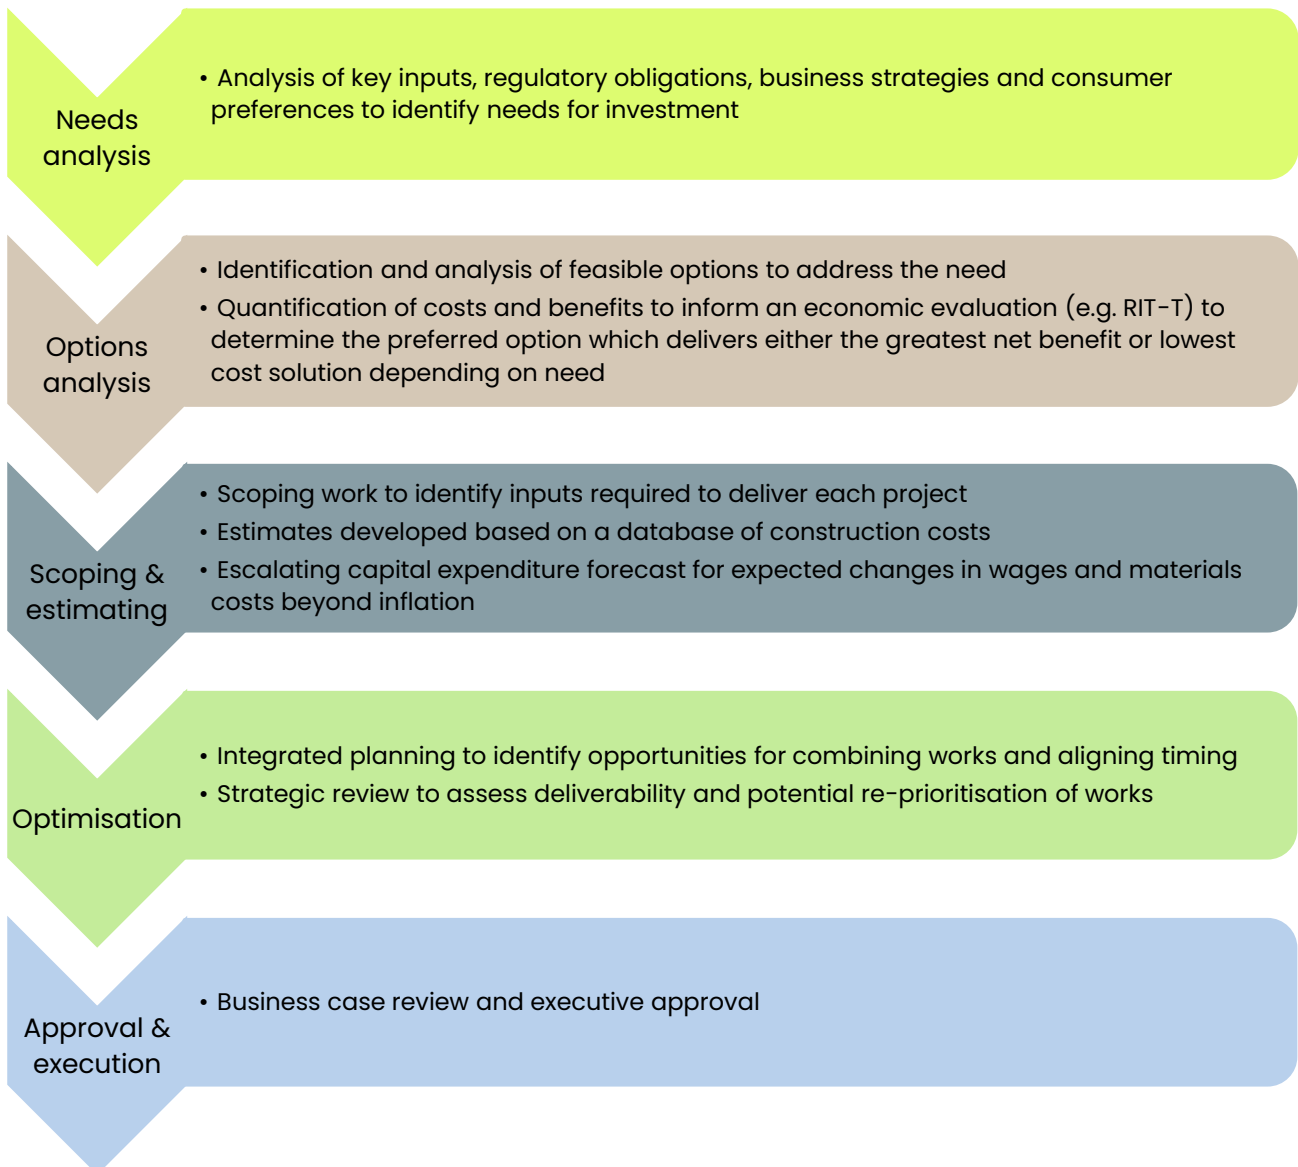 Needs
analysis
• Analysis of key inputs, regulatory obligations, business strategies and consumer
preferences to identify needs for investment
Options
analysis
• Identification and analysis of feasible options to address the need
• Quantification of costs and benefits to inform an economic evaluation (e.g. RIT-T) to
determine the preferred option which delivers either the greatest net benefit or lowest
cost solution depending on need
Scoping &
estimating
• Scoping work to identify inputs required to deliver each project
• Estimates developed based on a database of construction costs
• Escalating capital expenditure forecast for expected changes in wages and materials
costs beyond inflation
Optimisation
• Integrated planning to identify opportunities for combining works and aligning timing
• Strategic review to assess deliverability and potential re-prioritisation of works
Approval &
execution
• Business case review and executive approval